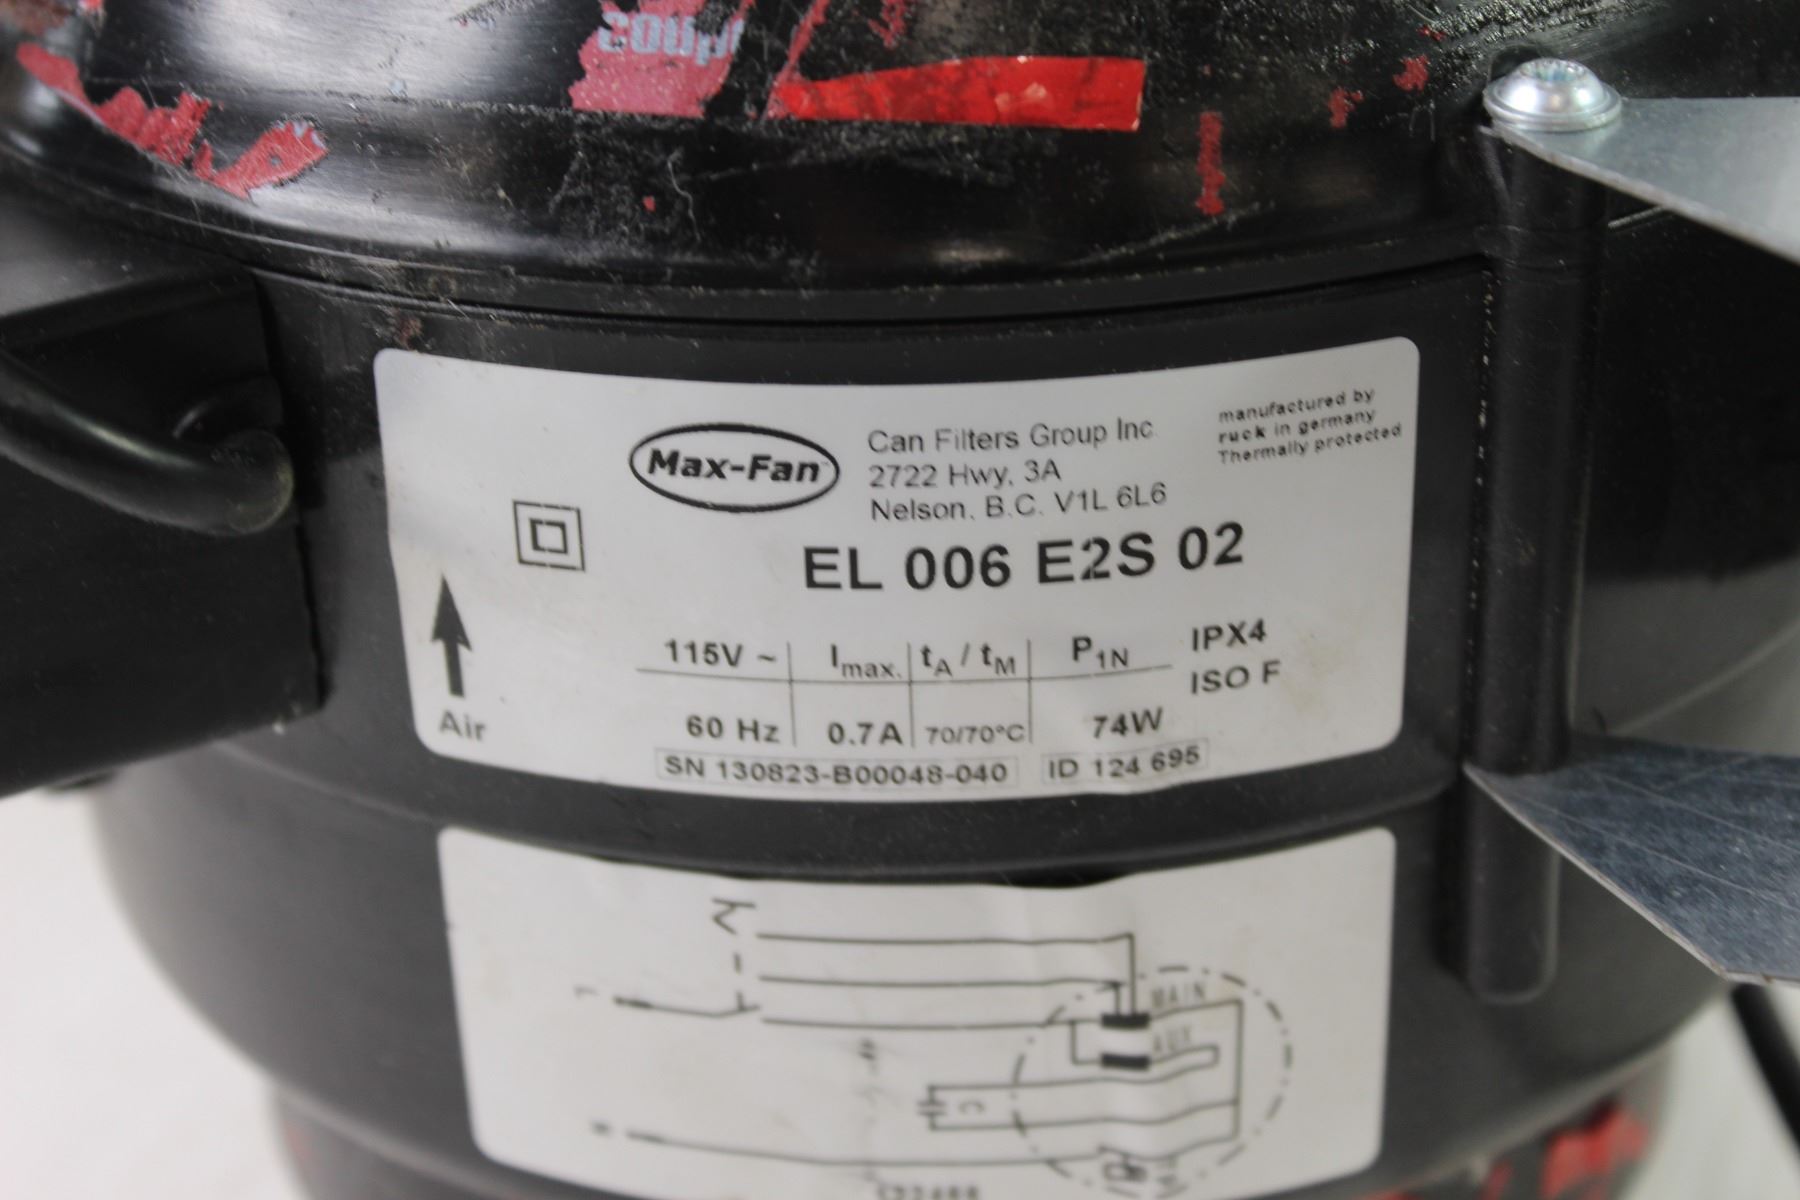 Max-Fan
Can Filters Group Inc.
2722 Hwy, 3A
Nelson, B.C. V1L 6L6
manufactured by
ruck in germany
Thermally protected
EL 006 E2S 02
115V ~ Imax. tA / tM P1N IPX4
ISO F
60 Hz 0.7A 70/70°C 74W
Air
SN 130823-B00048-040 ID 124 695
MAIN
AUX
C